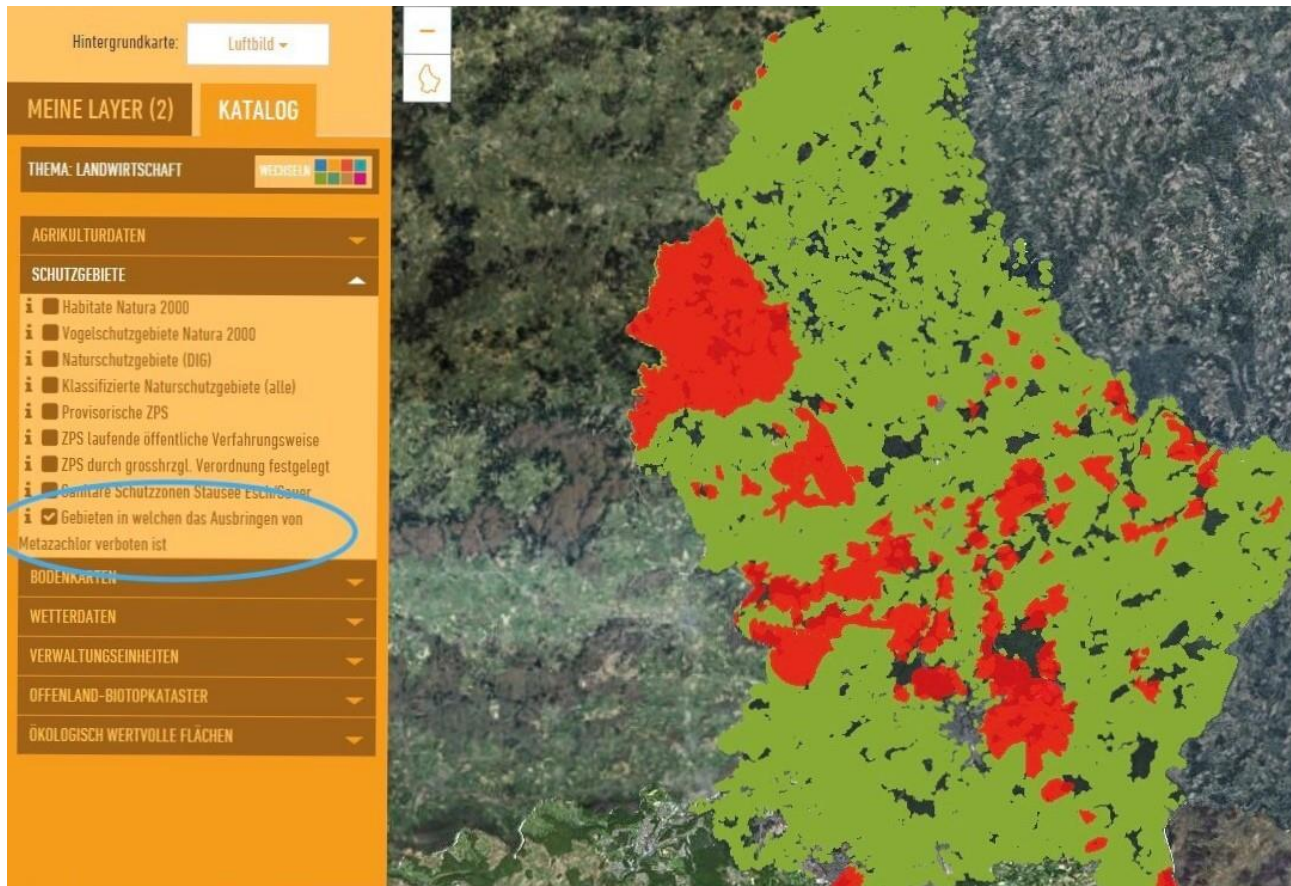 Hintergrundkarte:
Luftbild
MEINE LAYER (2)
KATALOG
THEMA: LANDWIRTSCHAFT
WECHSELN
AGRIKULTURDATEN
SCHUTZGEBIETE
i Habitate Natura 2000
i Vogelschutzgebiete Natura 2000
i Naturschutzgebiete (DIG)
i Klassifizierte Naturschutzgebiete (alle)
i Provisorische ZPS
i ZPS laufende öffentliche Verfahrungsweise
i ZPS durch grosshrzgl. Verordnung festgelegt
i Sanitäre Schutzzonen Stausee Esch/Sauer
i Gebieten in welchen das Ausbringen von
Metazachlor verboten ist
BODENKARTEN
WETTERDATEN
VERWALTUNGSEINHEITEN
OFFENLAND-BIOTOPKATASTER
ÖKOLOGISCH WERTVOLLE FLÄCHEN